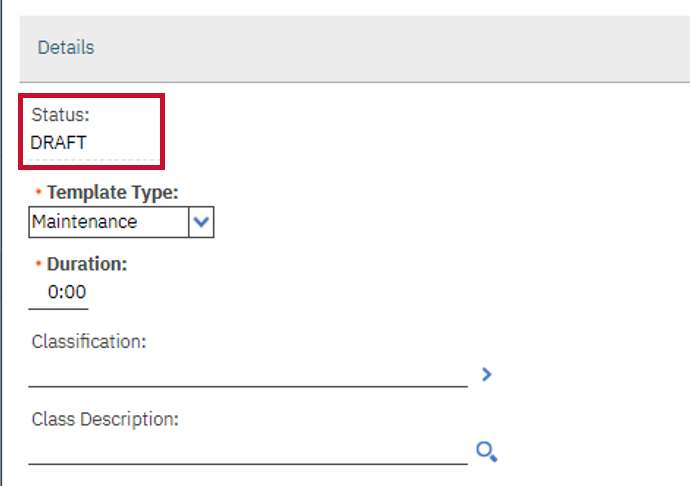 Details
Status:
DRAFT
• Template Type:
Maintenance
• Duration:
0:00
Classification:
Class Description: